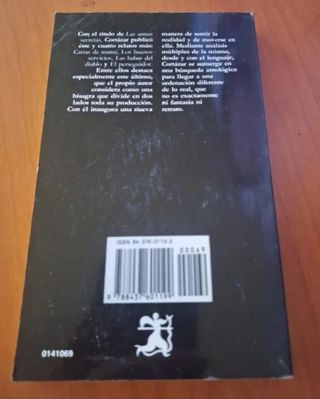 Con el título de Las armas
secretas, Cortázar publicó
éste y cuatro relatos más:
Cartas de mamá, Los buenos
servicios, Las babas del
diablo y El perseguidor.
Entre ellos destaca
especialmente este último,
que el propio autor
considera como una
bisagra que divide en dos
lados toda su producción.
Con él inaugura una nueva
manera de sentir la
realidad y de moverse en
ella. Mediante análisis
múltiples de la misma,
desde y con el lenguaje,
Cortázar se sumerge en
una búsqueda ontológica
para llegar a una
ordenación diferente
de lo real, que
no es exactamente
ni fantasía ni
retrato.
ISBN 84-376-0119-3
00069
9 788437 601199
0141069